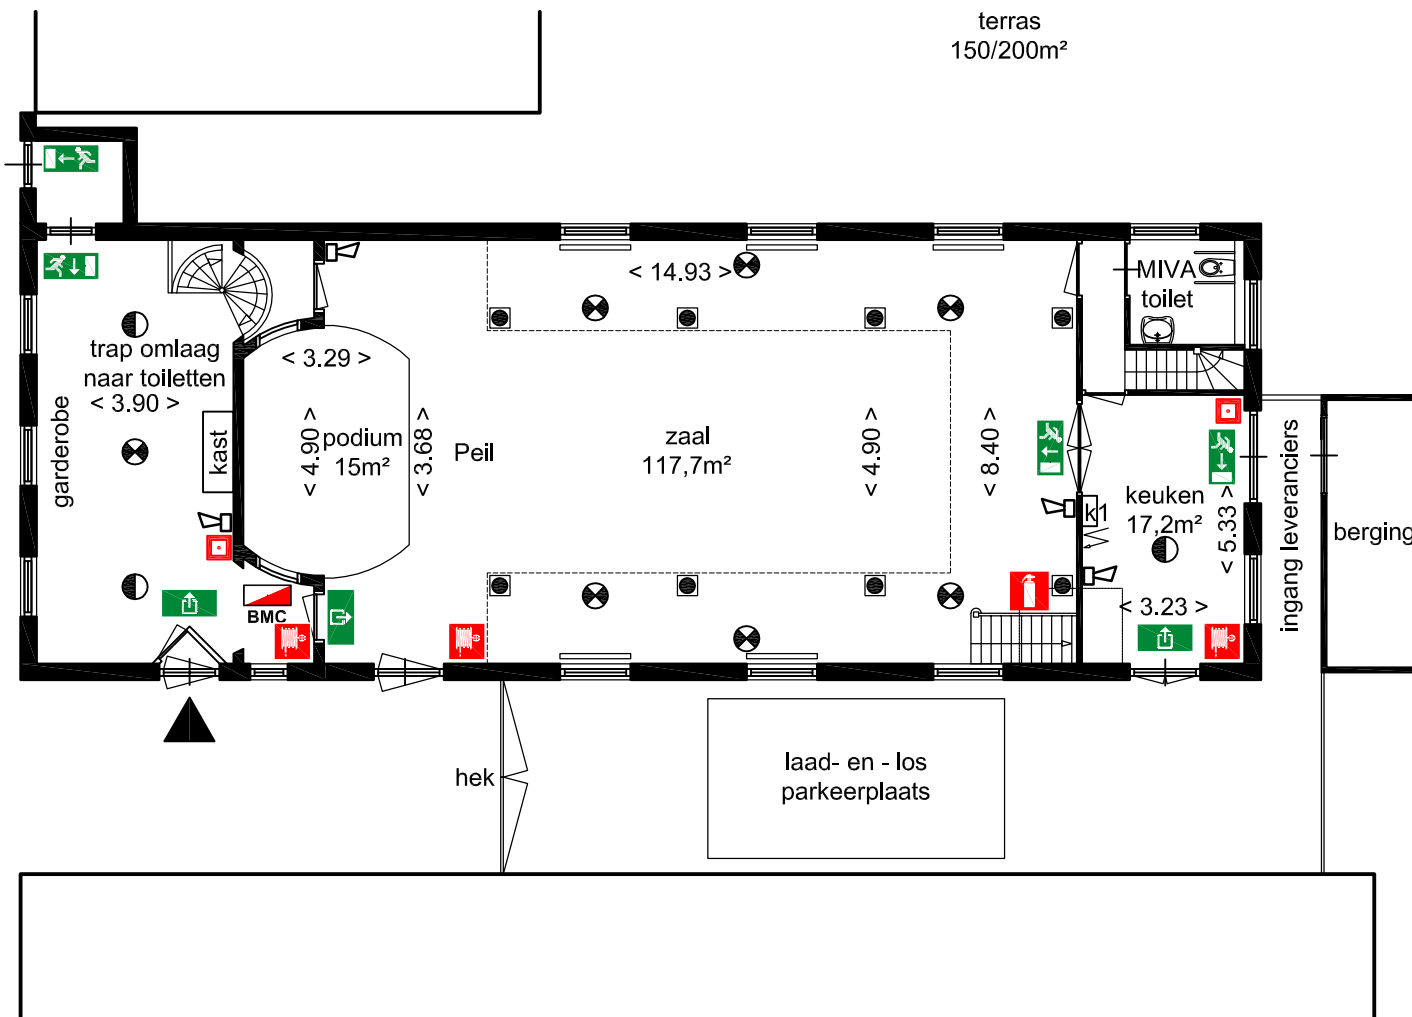 terras
150/200m²
< 14.93 >
MIVA
toilet
trap omlaag
naar toiletten
< 3.90 >
garderobe
kast
< 3.29 >
< 4.90 >
podium
15m²
< 3.68 >
Peil
zaal
117,7m²
< 4.90 >
< 8.40 >
k1
keuken
17,2m²
< 5.33 >
< 3.23 >
ingang leveranciers
berging
BMC
hek
laad- en - los
parkeerplaats